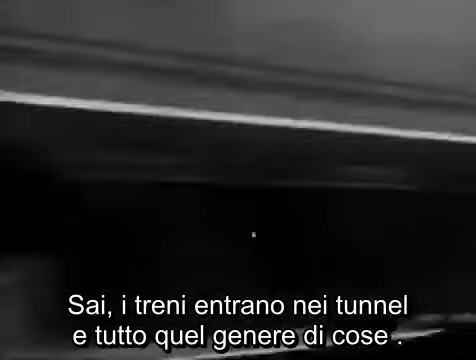 Sai, i treni entrano nei tunnel
e tutto quel genere di cose .